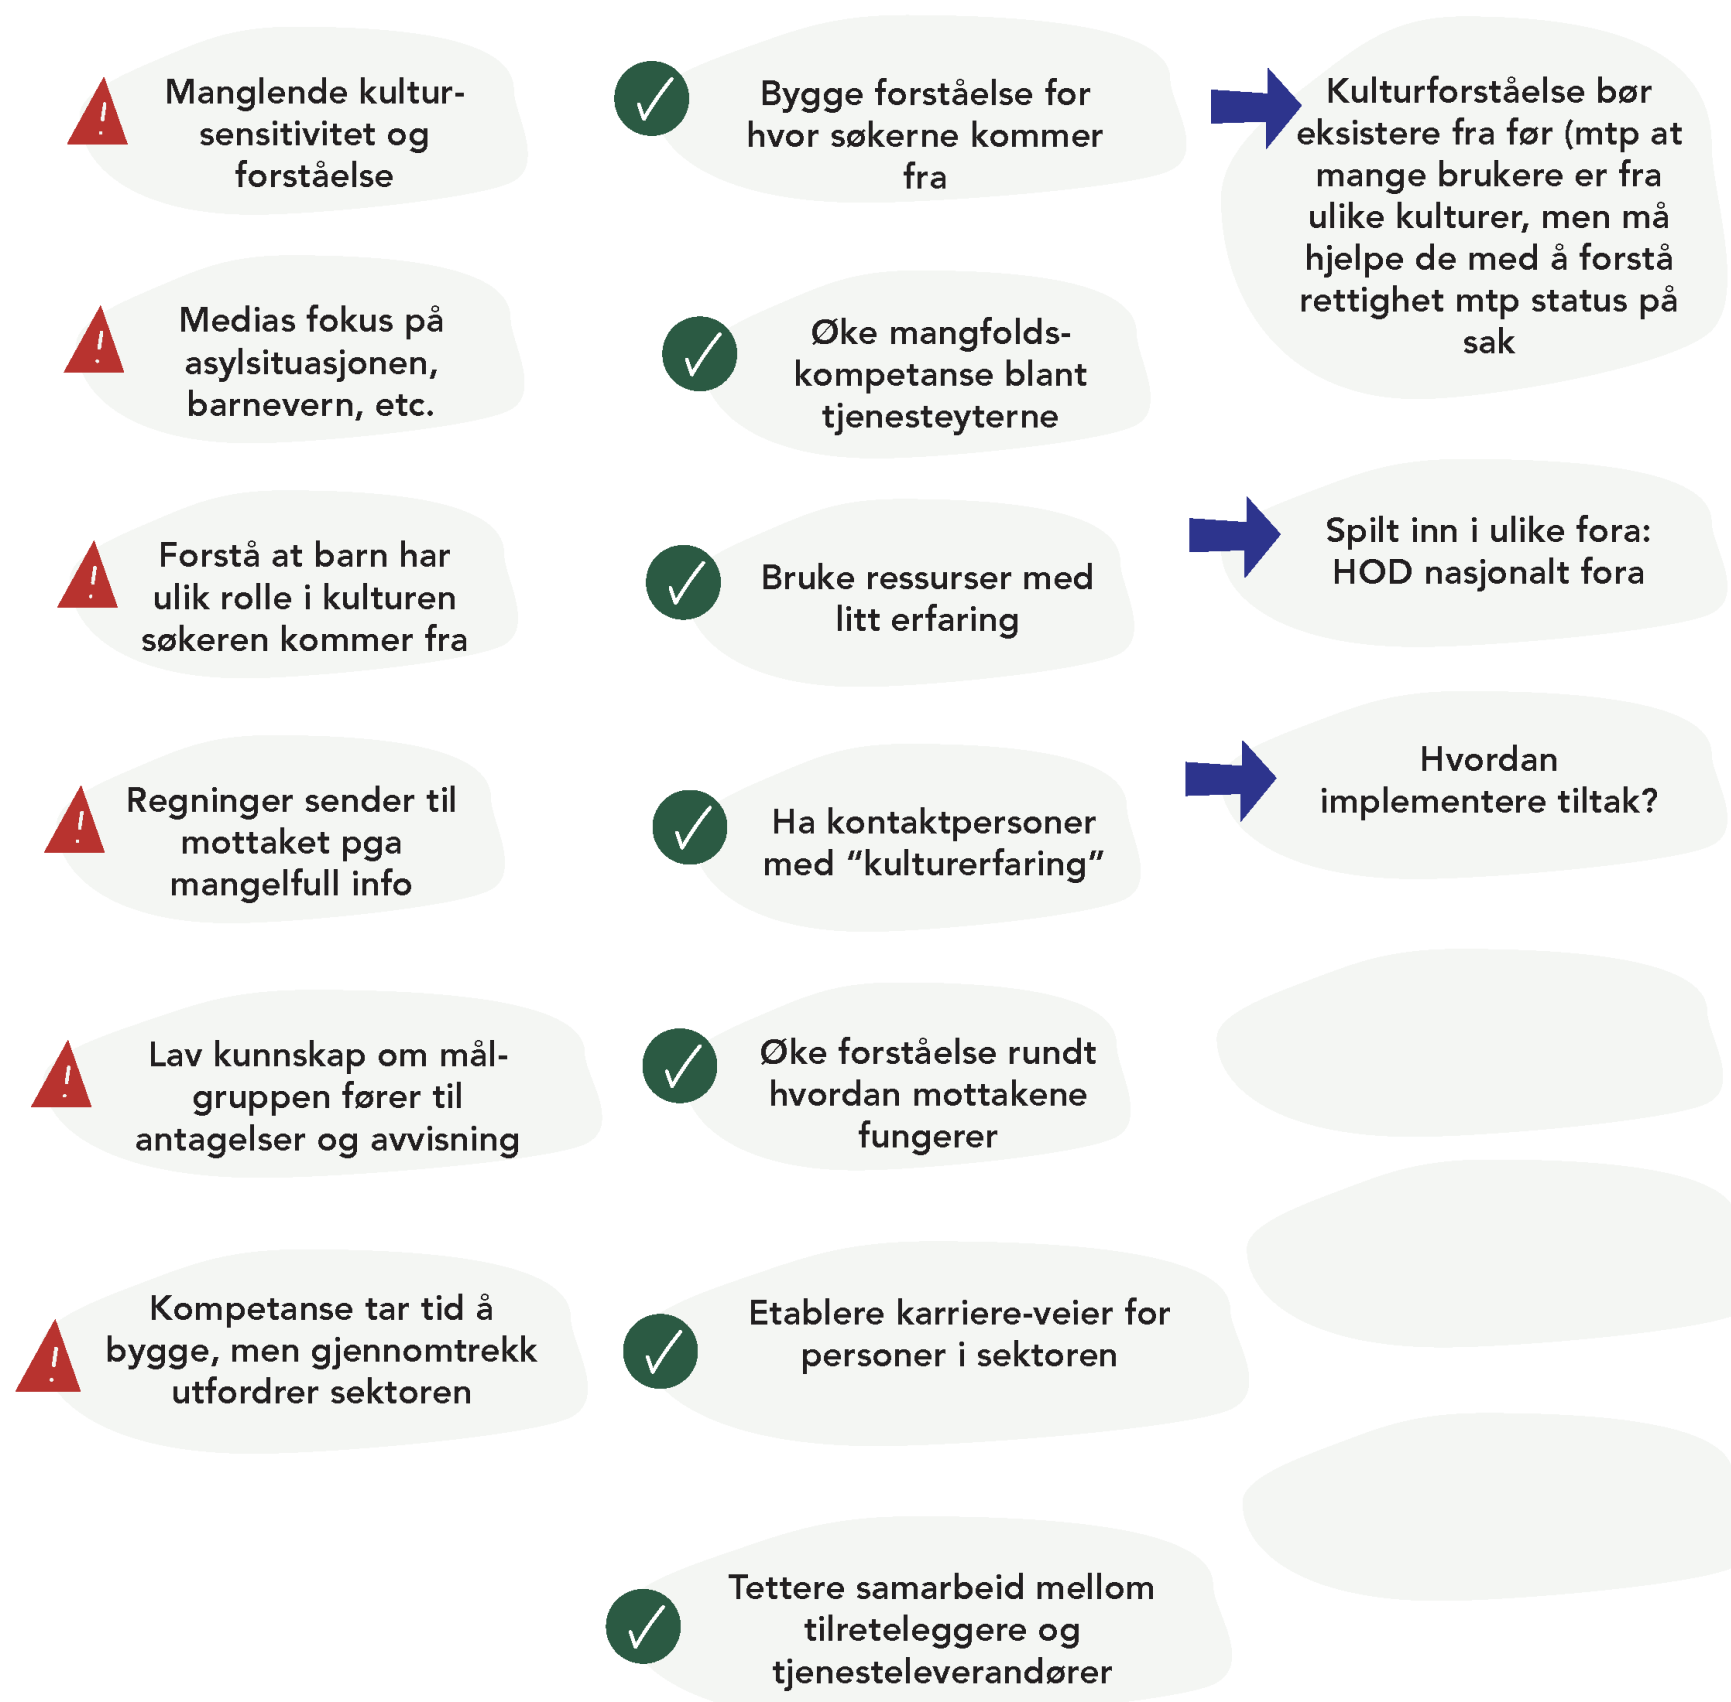 Manglende kultur-
sensitivitet og
forståelse
Medias fokus på
asylsituasjonen,
barnevern, etc.
Forstå at barn har
ulik rolle i kulturen
søkeren kommer fra
Regninger sender til
mottaket pga
mangelfull info
Lav kunnskap om mål-
gruppen fører til
antagelser og avvisning
Kompetanse tar tid å
bygge, men gjennomtrekk
utfordrer sektoren
Bygge forståelse for
hvor søkerne kommer
fra
Øke mangfolds-
kompetanse blant
tjenesteyterne
Bruke ressurser med
litt erfaring
Ha kontaktpersoner
med “kulturerfaring”
Øke forståelse rundt
hvordan mottakene
fungerer
Etablere karriere-veier for
personer i sektoren
Tettere samarbeid mellom
tilreteleggere og
tjenesteleverandører
Kulturforståelse bør
eksistere fra før (mtp at
mange brukere er fra
ulike kulturer, men må
hjelpe de med å forstå
rettighet mtp status på
sak
Spilt inn i ulike fora:
HOD nasjonalt fora
Hvordan
implementere tiltak?